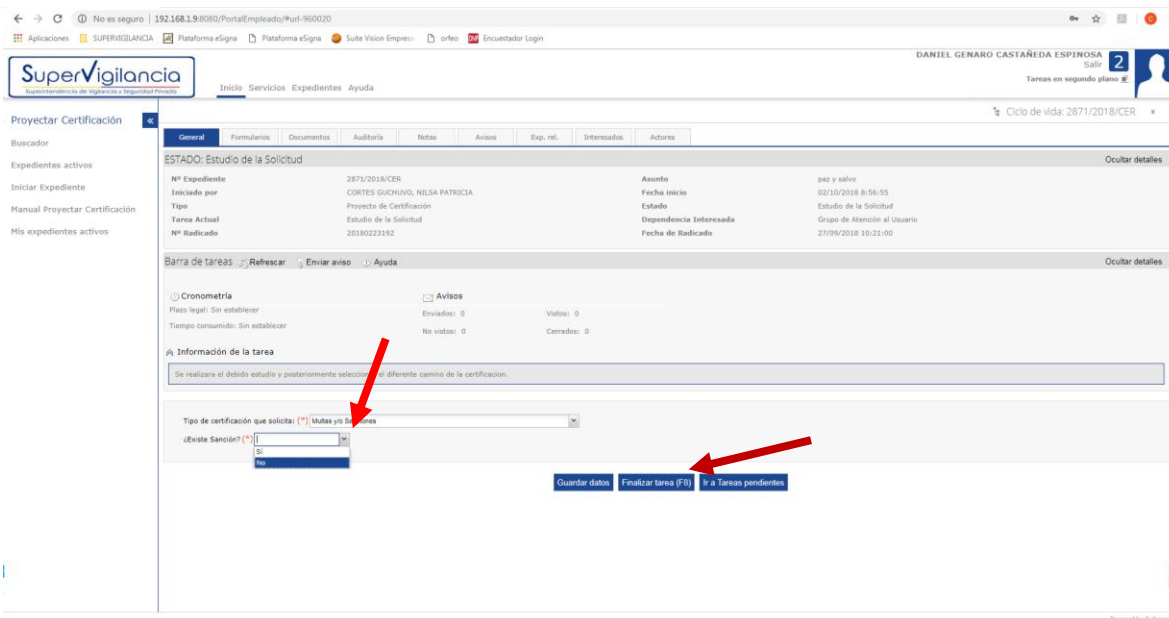 No es seguro | 192.168.1.9:8080/PortalEmpleado/#url-960020
Aplicaciones SUPERVIGILANCIA Plataforma eSigna Plataforma eSigna Suite Vision Empres orfeo Encuestador Login
DANIEL GENARO CASTAÑEDA ESPINOSA
Salir
2
Tareas en segundo plano
SuperVigilancia
Superintendencia de Vigilancia y Seguridad Privada
Inicio Servicios Expedientes Ayuda
Ciclo de vida: 2871/2018/CER
Proyectar Certificación «
Buscador
Expedientes activos
Iniciar Expediente
Manual Proyectar Certificación
Mis expedientes activos
General Formularios Documentos Auditoría Notas Avisos Exp. rel. Interesados Actores
ESTADO: Estudio de la Solicitud Ocultar detalles
Nº Expediente 2871/2018/CER Asunto paz y salvo
Iniciado por CORTES GUCHUVO, NILSA PATRICIA Fecha inicio 02/10/2018 8:56:55
Tipo Proyecto de Certificación Estado Estudio de la Solicitud
Tarea Actual Estudio de la Solicitud Dependencia Interesada Grupo de Atención al Usuario
Nº Radicado 20180223192 Fecha de Radicado 27/09/2018 10:21:00
Barra de tareas Refrescar Enviar aviso Ayuda Ocultar detalles
Cronometría Avisos
Plazo legal: Sin establecer Enviados: 0 Vistos: 0
Tiempo consumido: Sin establecer No vistos: 0 Cerrados: 0
Información de la tarea
Se realizara el debido estudio y posteriormente seleccion el diferente camino de la certificacion.
Tipo de certificación que solicita: (*) Multas y/o
¿Existe Sanción? (*)
Sí
No
Guardar datos Finalizar tarea (F8) Ir a Tareas pendientes